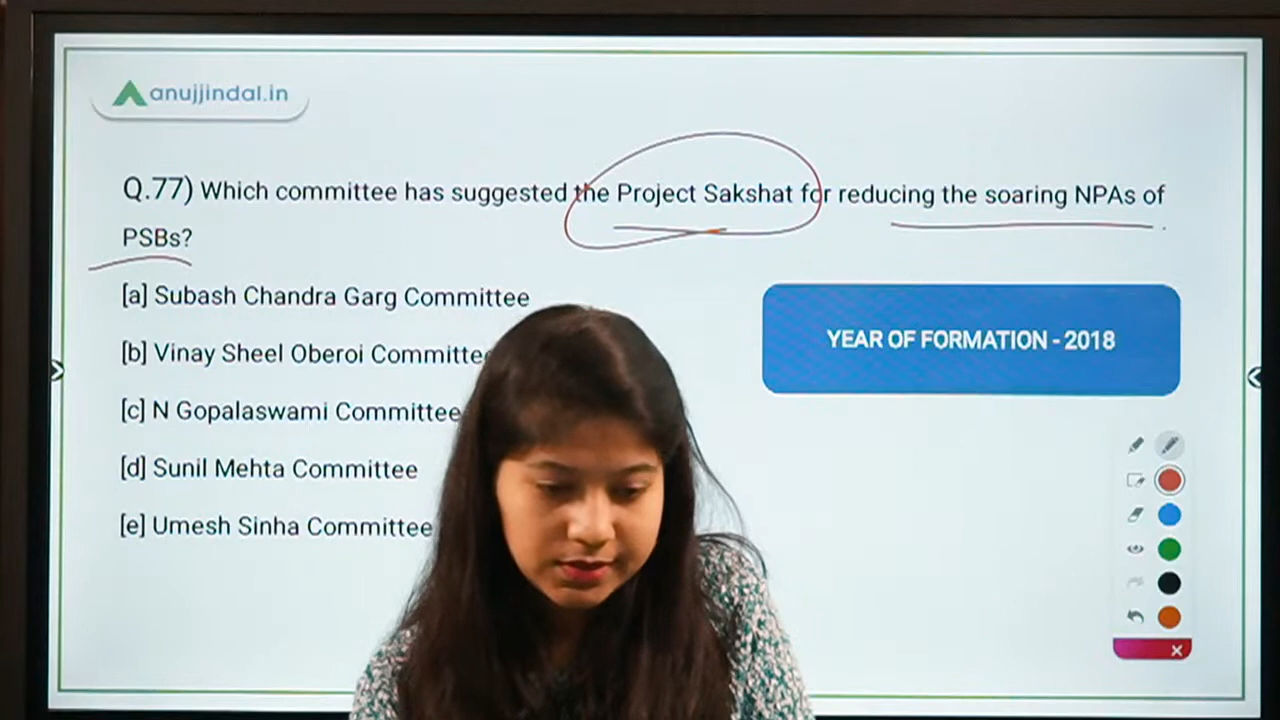 anujjindal.in
Q.77) Which committee has suggested the Project Sakshat for reducing the soaring NPAs of
PSBs?
[a] Subash Chandra Garg Committee
[b] Vinay Sheel Oberoi Committee
[c] N Gopalaswami Committee
[d] Sunil Mehta Committee
[e] Umesh Sinha Committee
YEAR OF FORMATION - 2018